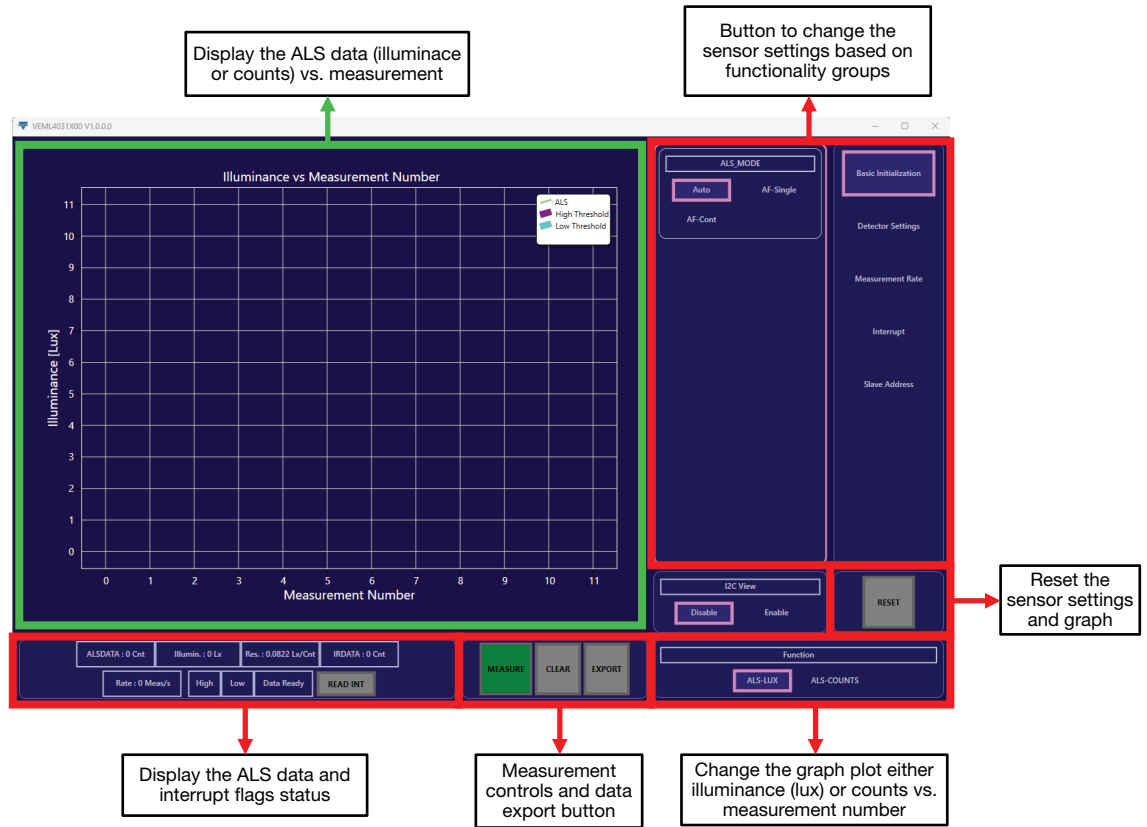 Display the ALS data (illuminace
or counts) vs. measurement
Button to change the
sensor settings based on
functionality groups
VEML4031X00 V1.0.0.0
Illuminance vs Measurement Number
ALS
High Threshold
Low Threshold
Illuminance [Lux]
11
10
9
8
7
6
5
4
3
2
1
0
0 1 2 3 4 5 6 7 8 9 10 11
Measurement Number
ALS_MODE
Auto AF-Single
AF-Cont
Basic Initialization
Detector Settings
Measurement Rate
Interrupt
Slave Address
I2C View
Disable Enable
RESET
Reset the
sensor settings
and graph
ALSDATA : 0 Cnt Illumin. : 0 Lx Res. : 0.0822 Lx/Cnt IRDATA : 0 Cnt
Rate : 0 Meas/s High Low Data Ready READ INT
MEASURE CLEAR EXPORT
Function
ALS-LUX ALS-COUNTS
Display the ALS data and
interrupt flags status
Measurement
controls and data
export button
Change the graph plot either
illuminance (lux) or counts vs.
measurement number